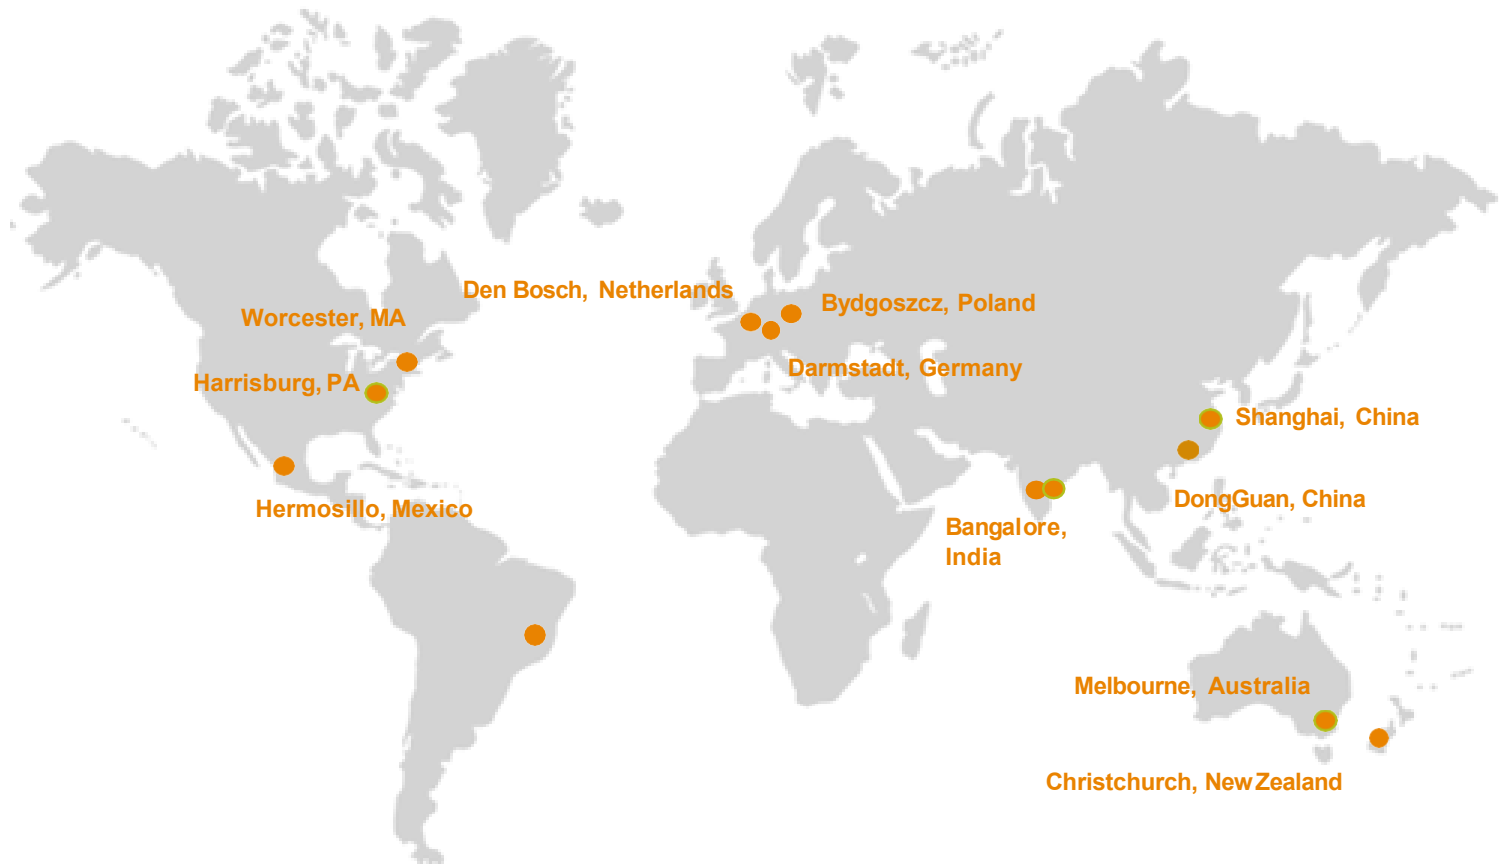 Den Bosch, Netherlands
Bydgoszcz, Poland
Worcester, MA
Darmstadt, Germany
Harrisburg, PA
Shanghai, China
DongGuan, China
Hermosillo, Mexico
Bangalore,
India
Melbourne, Australia
Christchurch, New Zealand